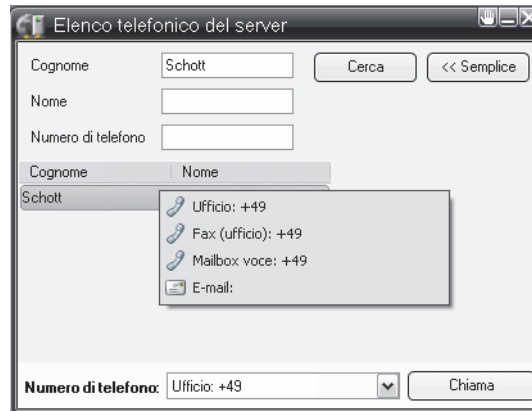 Elenco telefonico del server
Cognome Schott Cerca << Semplice
Nome
Numero di telefono
Cognome Nome
Schott
Ufficio: +49
Fax (ufficio): +49
Mailbox voce: +49
E-mail:
Numero di telefono: Ufficio: +49 Chiama